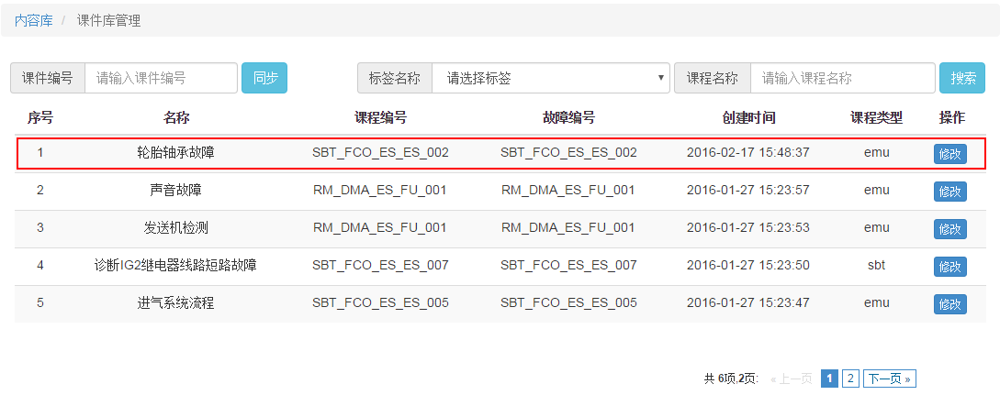 内容库 / 课件库管理
课件编号 请输入课件编号 同步 标签名称 请选择标签 课程名称 请输入课程名称 搜索
序号 名称 课程编号 故障编号 创建时间 课程类型 操作
1 轮胎轴承故障 SBT_FCO_ES_ES_002 SBT_FCO_ES_ES_002 2016-02-17 15:48:37 emu 修改
2 声音故障 RM_DMA_ES_FU_001 RM_DMA_ES_FU_001 2016-01-27 15:23:57 emu 修改
3 发送机检测 RM_DMA_ES_FU_001 RM_DMA_ES_FU_001 2016-01-27 15:23:53 emu 修改
4 诊断IG2继电器线路短路故障 SBT_FCO_ES_ES_007 SBT_FCO_ES_ES_007 2016-01-27 15:23:50 sbt 修改
5 进气系统流程 SBT_FCO_ES_ES_005 SBT_FCO_ES_ES_005 2016-01-27 15:23:47 emu 修改
共 6项,2页: « 上一页 1 2 下一页 »